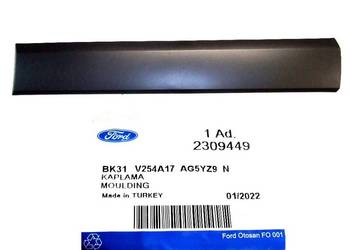 Ford
1 Ad.
2309449
BK31 V254A17 AG5YZ9 N
KAPLAMA
MOULDING
Made in TURKEY 01/2022
Ford Otosan FO 001